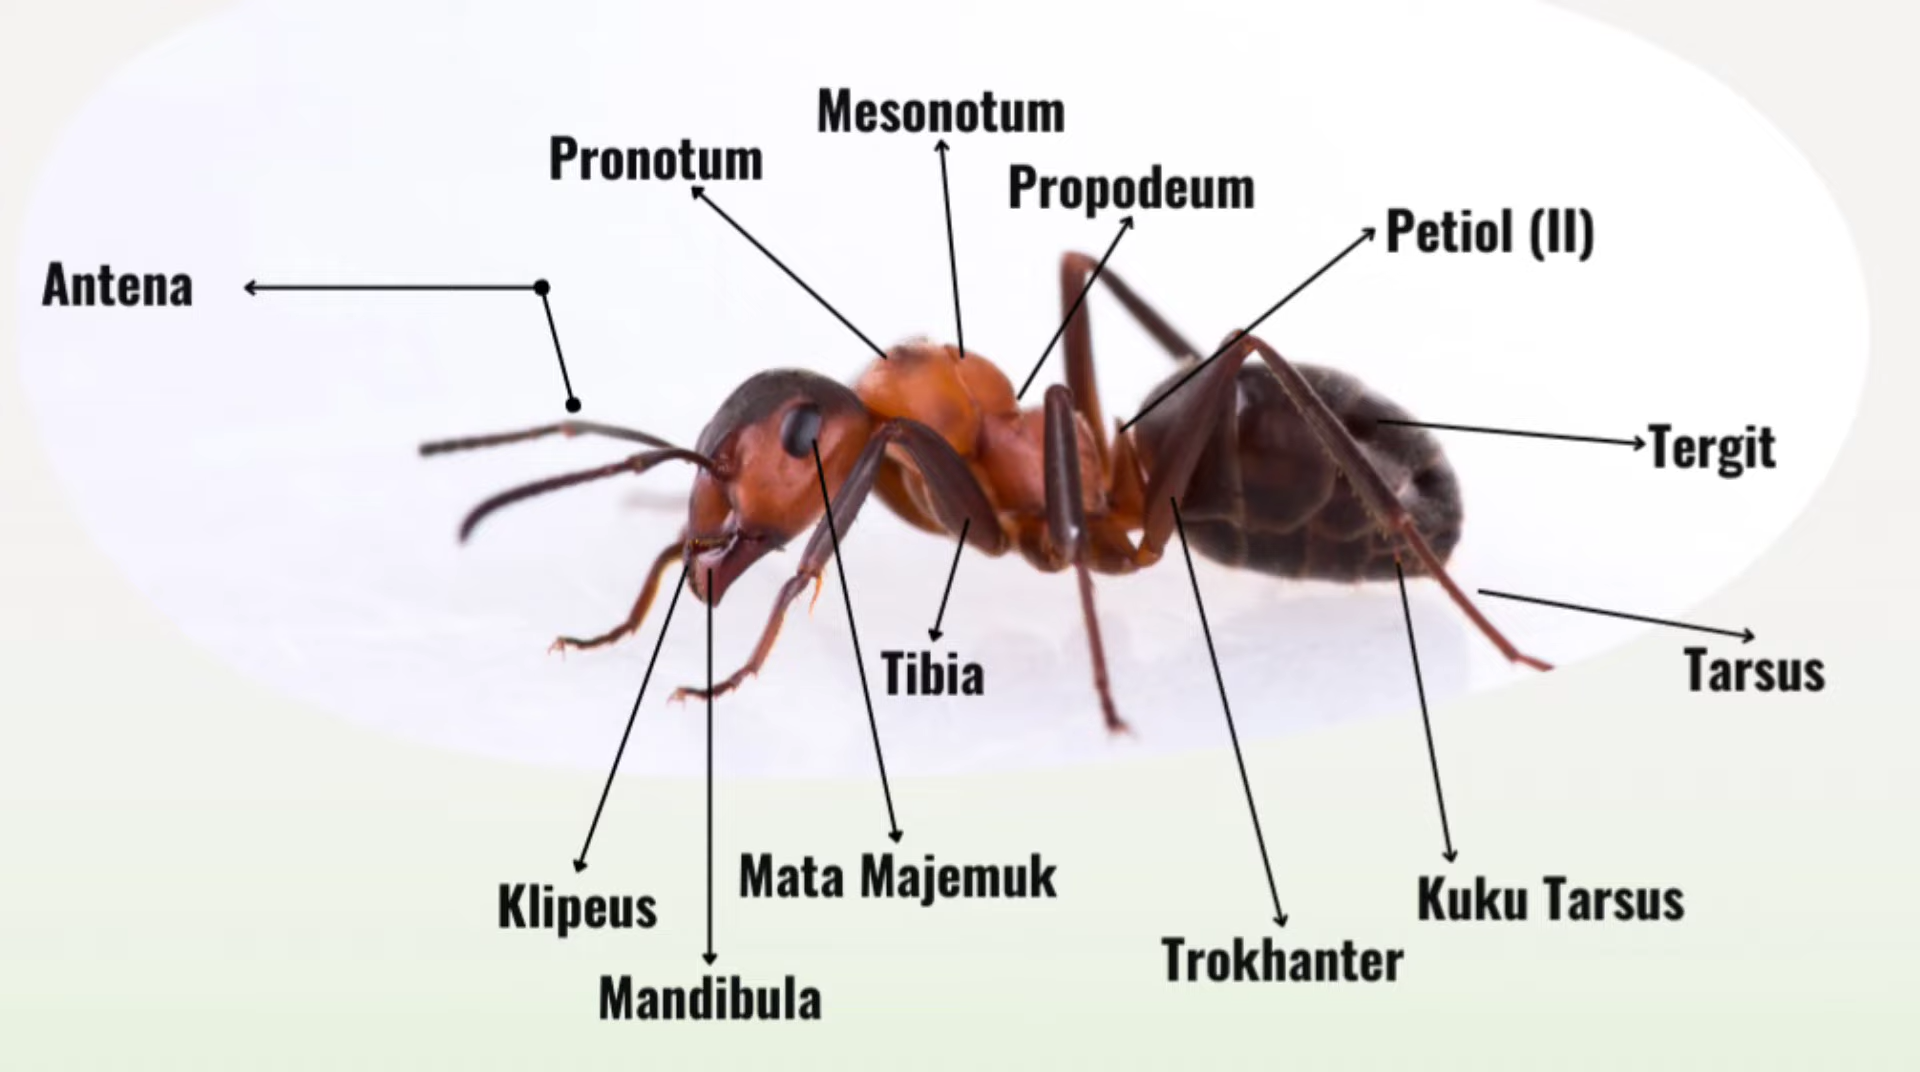 Mesonotum
Pronotum
Propodeum
Petiol (II)
Antena
Tergit
Tibia
Tarsus
Mata Majemuk
Klipeus
Kuku Tarsus
Trokhanter
Mandibula